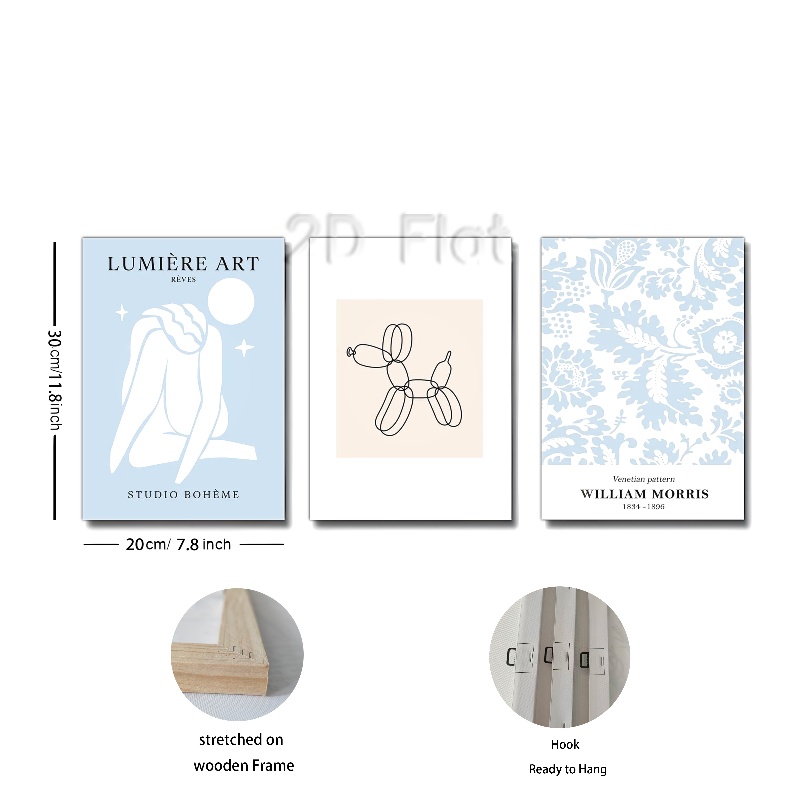 2D Flat
LUMIÈRE ART
RÊVES
STUDIO BOHÈME
Venetian pattern
WILLIAM MORRIS
1834 - 1896
30cm/11.8inch
20cm/ 7.8 inch
stretched on
wooden Frame
Hook
Ready to Hang